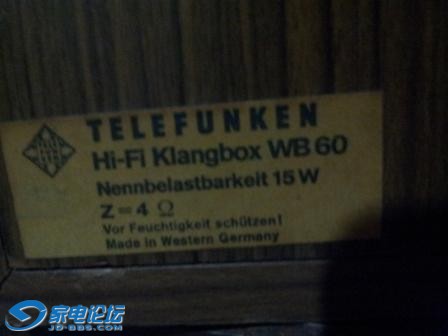 TELEFUNKEN
Hi-Fi Klangbox WB 60
Nennbelastbarkeit 15 W
Z = 4 Ω
Vor Feuchtigkeit schützen!
Made in Western Germany
家电论坛
JD-BBS.COM